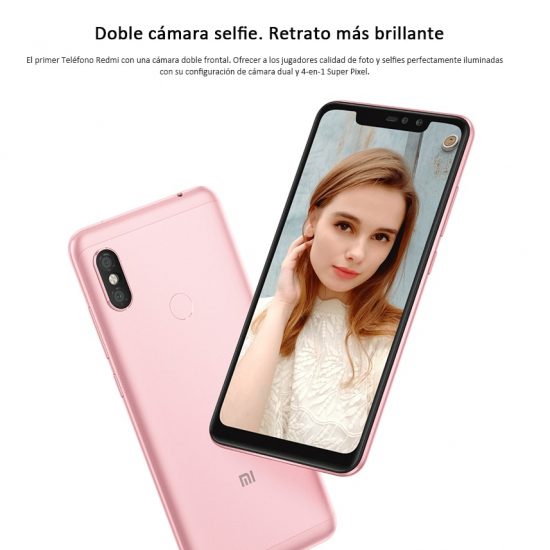 Doble cámara selfie. Retrato más brillante
El primer Teléfono Redmi con una cámara doble frontal. Ofrecer a los jugadores calidad de foto y selfies perfectamente iluminadas
con su configuración de cámara dual y 4-en-1 Super Pixel.
mi